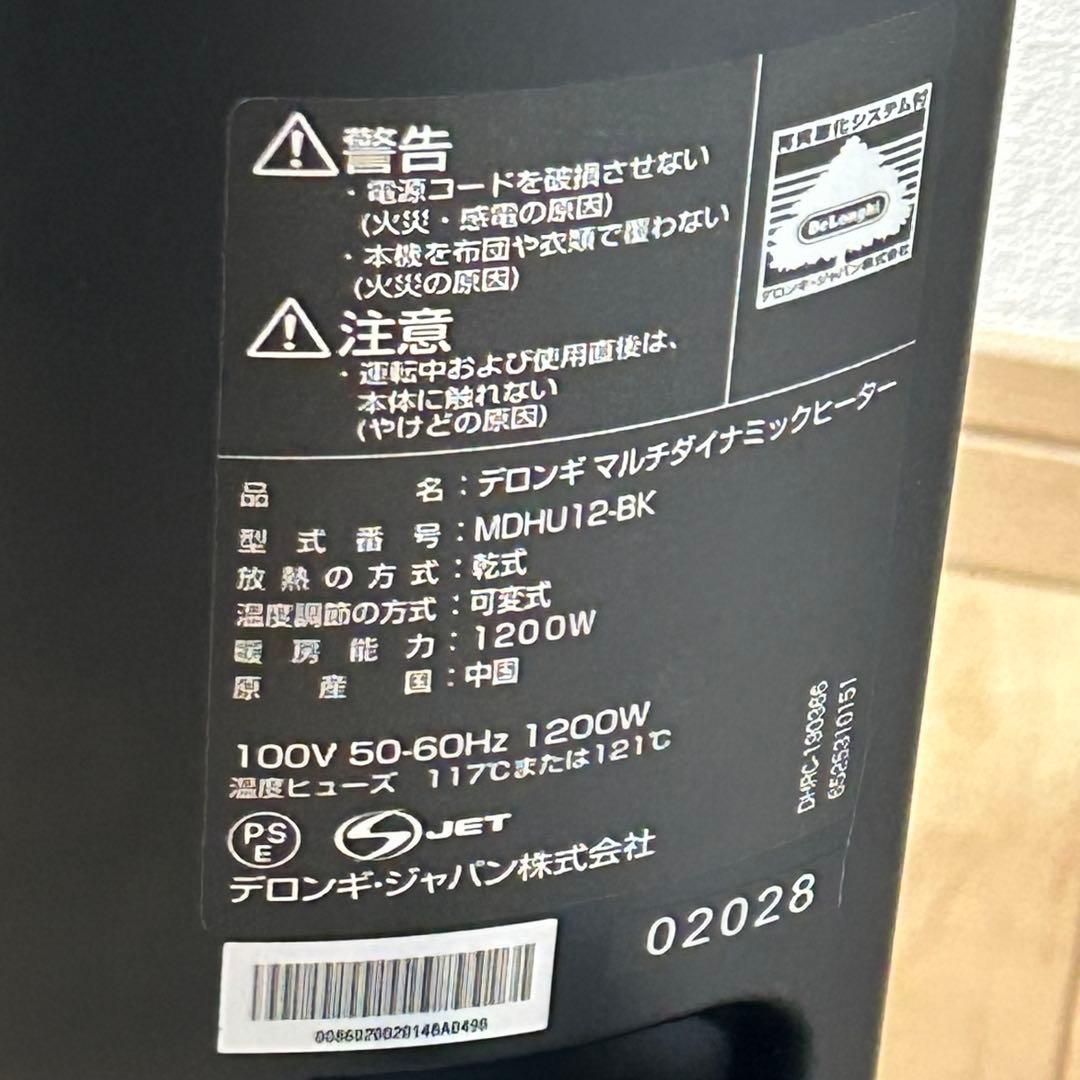 警告
・電源コードを破損させない
(火災・感電の原因)
・本機を布団や衣類で覆わない
(火災の原因)
注意
・運転中および使用直後は、
本体に触れない
(やけどの原因)
DeLonghi
デロンギ・ジャパン株式会社
品名：デロンギ マルチダイナミックヒーター
型式番号：MDHU12-BK
放熱の方式：乾式
温度調節の方式：可変式
暖房能力：1200W
原産国：中国
100V 50-60Hz 1200W
温度ヒューズ 117℃または121℃
PSE
JET
デロンギ・ジャパン株式会社
DHRC-190366
6525310151
02028